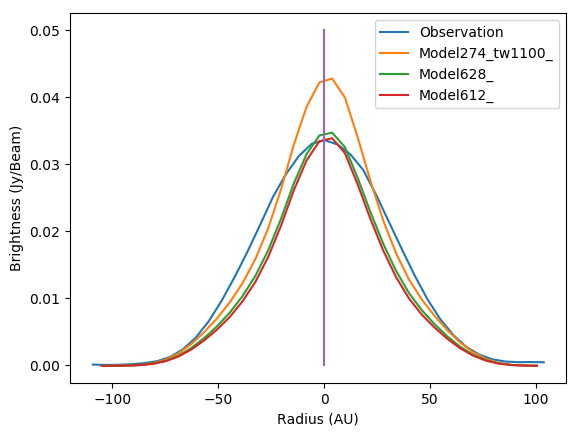 Observation
Model274_tw1100_
Model628_
Model612_
Brightness (Jy/Beam)
0.05
0.04
0.03
0.02
0.01
0.00
−100
−50
0
50
100
Radius (AU)